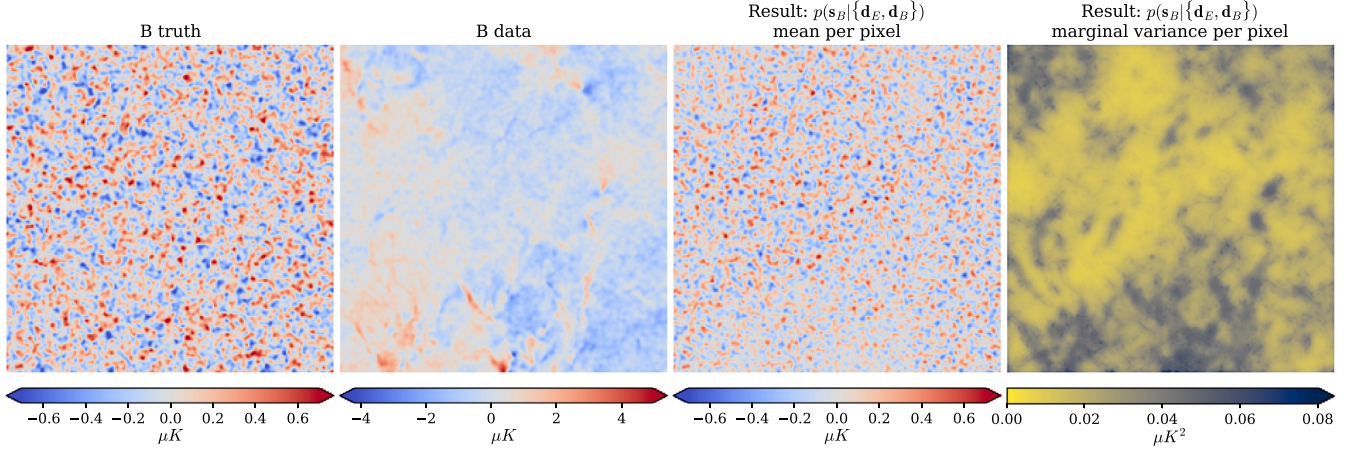 B truth
B data
Result: p(s_B|{d_E, d_B})
mean per pixel
Result: p(s_B|{d_E, d_B})
marginal variance per pixel
−0.6 −0.4 −0.2 0.0 0.2 0.4 0.6
μK
−4 −2 0 2 4
μK
−0.6 −0.4 −0.2 0.0 0.2 0.4 0.6
μK
0.00 0.02 0.04 0.06 0.08
μK²